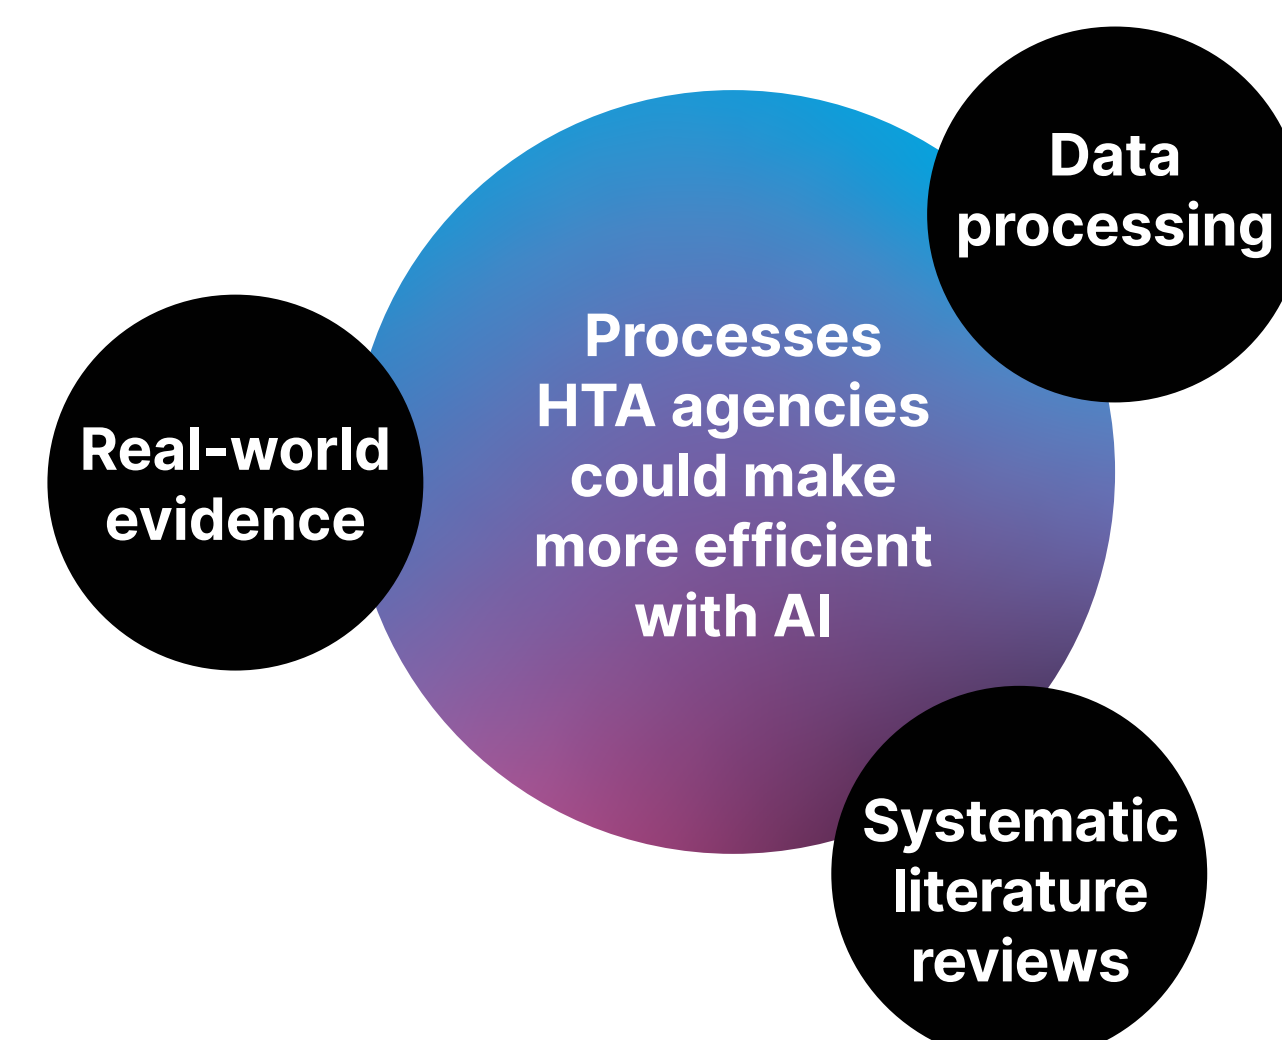 Data
processing
Processes
HTA agencies
could make
more efficient
with AI
Real-world
evidence
Systematic
literature
reviews